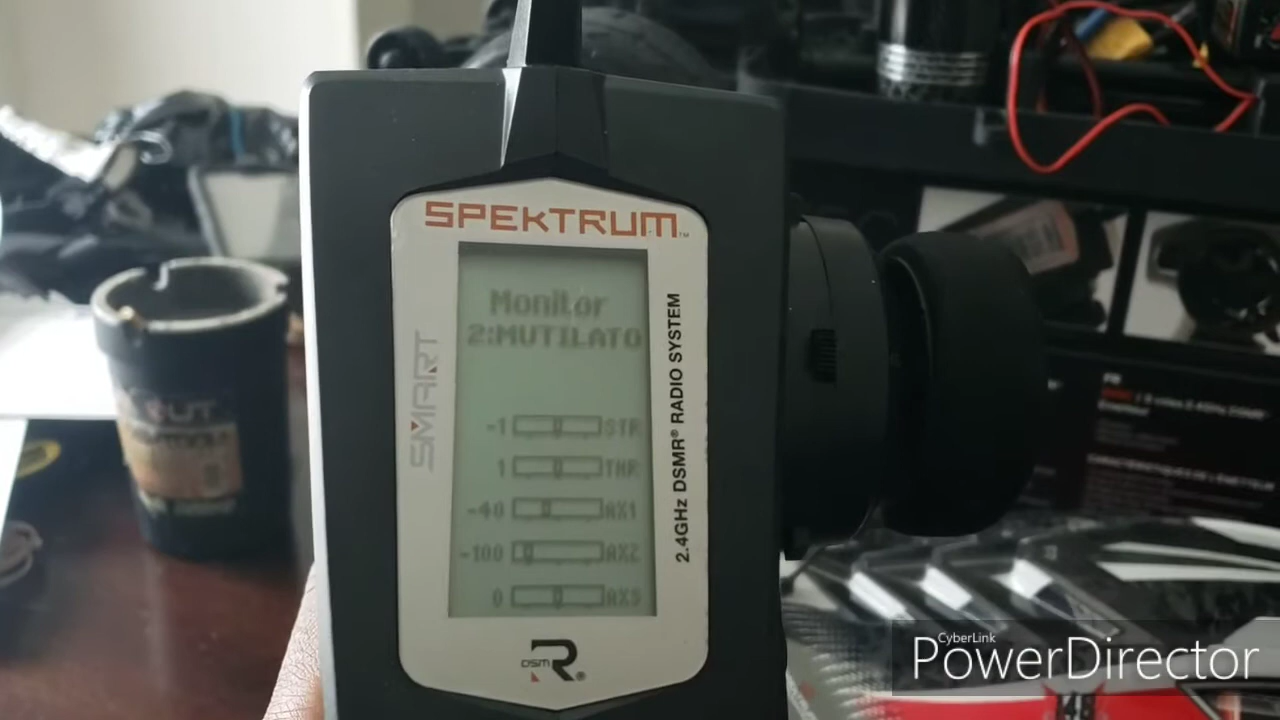 SPEKTRUM™
Monitor
2:MUTILATO
-1 STR
1 THR
-40 AX1
-100 AX2
0 AX3
SMART
2.4GHz DSMR® RADIO SYSTEM
DSM R®
CyberLink
PowerDirector